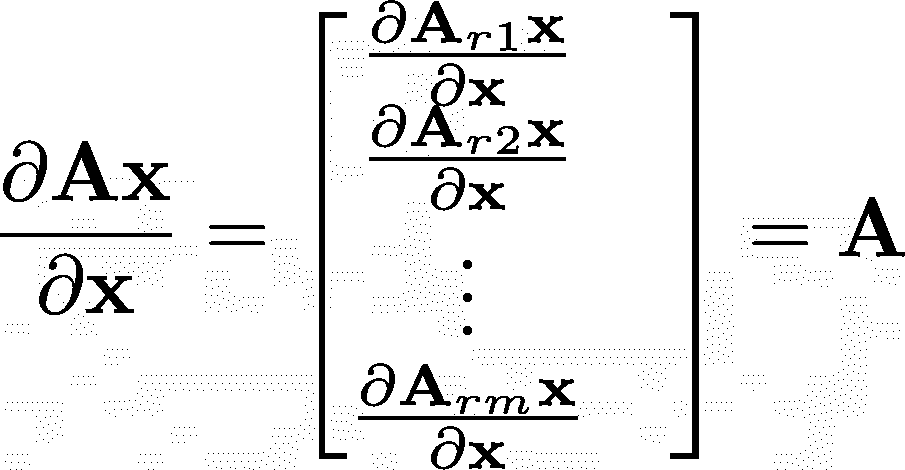 $$\frac{\partial \mathbf{A}\mathbf{x}}{\partial \mathbf{x}} = \begin{bmatrix} \frac{\partial \mathbf{A}_{r1}\mathbf{x}}{\partial \mathbf{x}} \\ \frac{\partial \mathbf{A}_{r2}\mathbf{x}}{\partial \mathbf{x}} \\ \vdots \\ \frac{\partial \mathbf{A}_{rm}\mathbf{x}}{\partial \mathbf{x}} \end{bmatrix} = \mathbf{A}$$